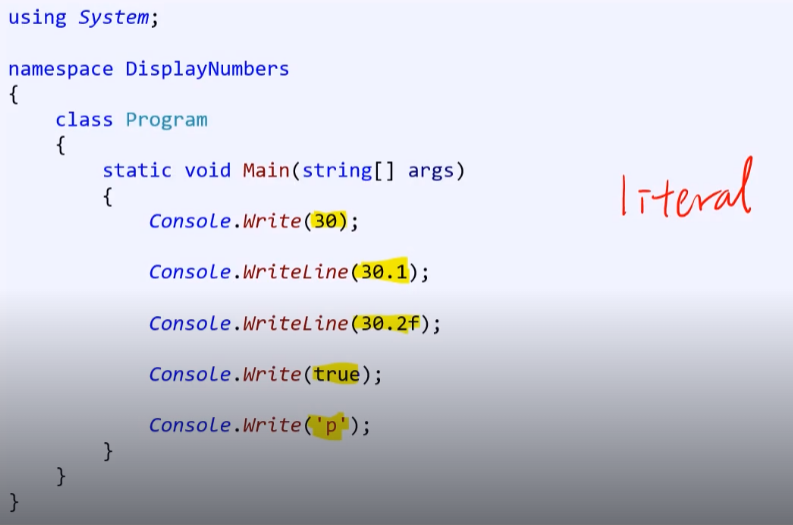 using System;
namespace DisplayNumbers
{
class Program
{
static void Main(string[] args)
{
literal
Console.Write(30);
Console.WriteLine(30.1);
Console.WriteLine(30.2f);
Console.Write(true);
Console.Write('p');
}
}
}